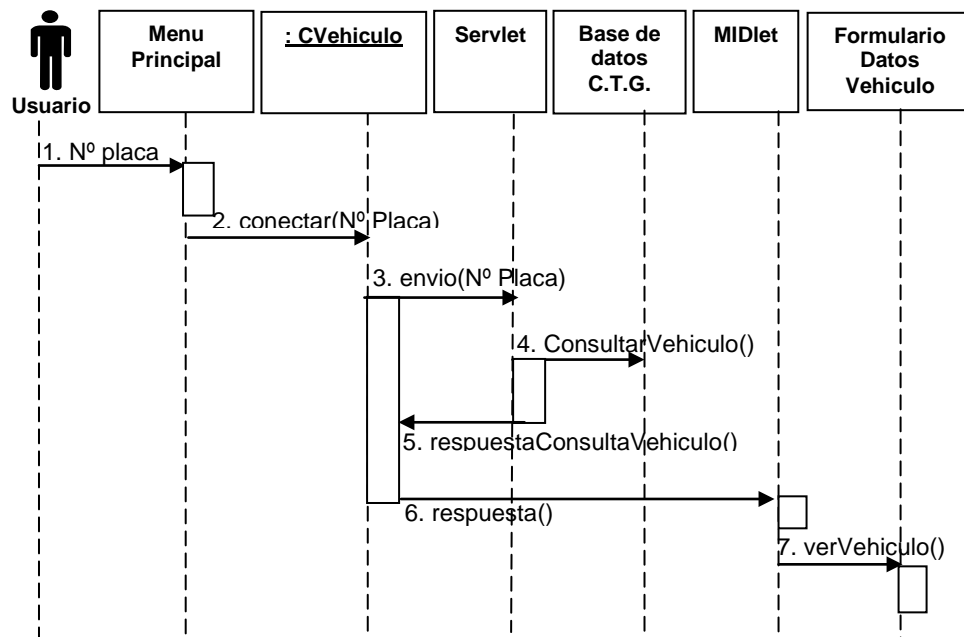 Menu
Principal
: CVehiculo
Servlet
Base de
datos
C.T.G.
MIDlet
Formulario
Datos
Vehiculo
Usuario
1. Nº placa
2. conectar(Nº Placa)
3. envio(Nº Placa)
4. ConsultarVehiculo()
5. respuestaConsultaVehiculo()
6. respuesta()
7. verVehiculo()